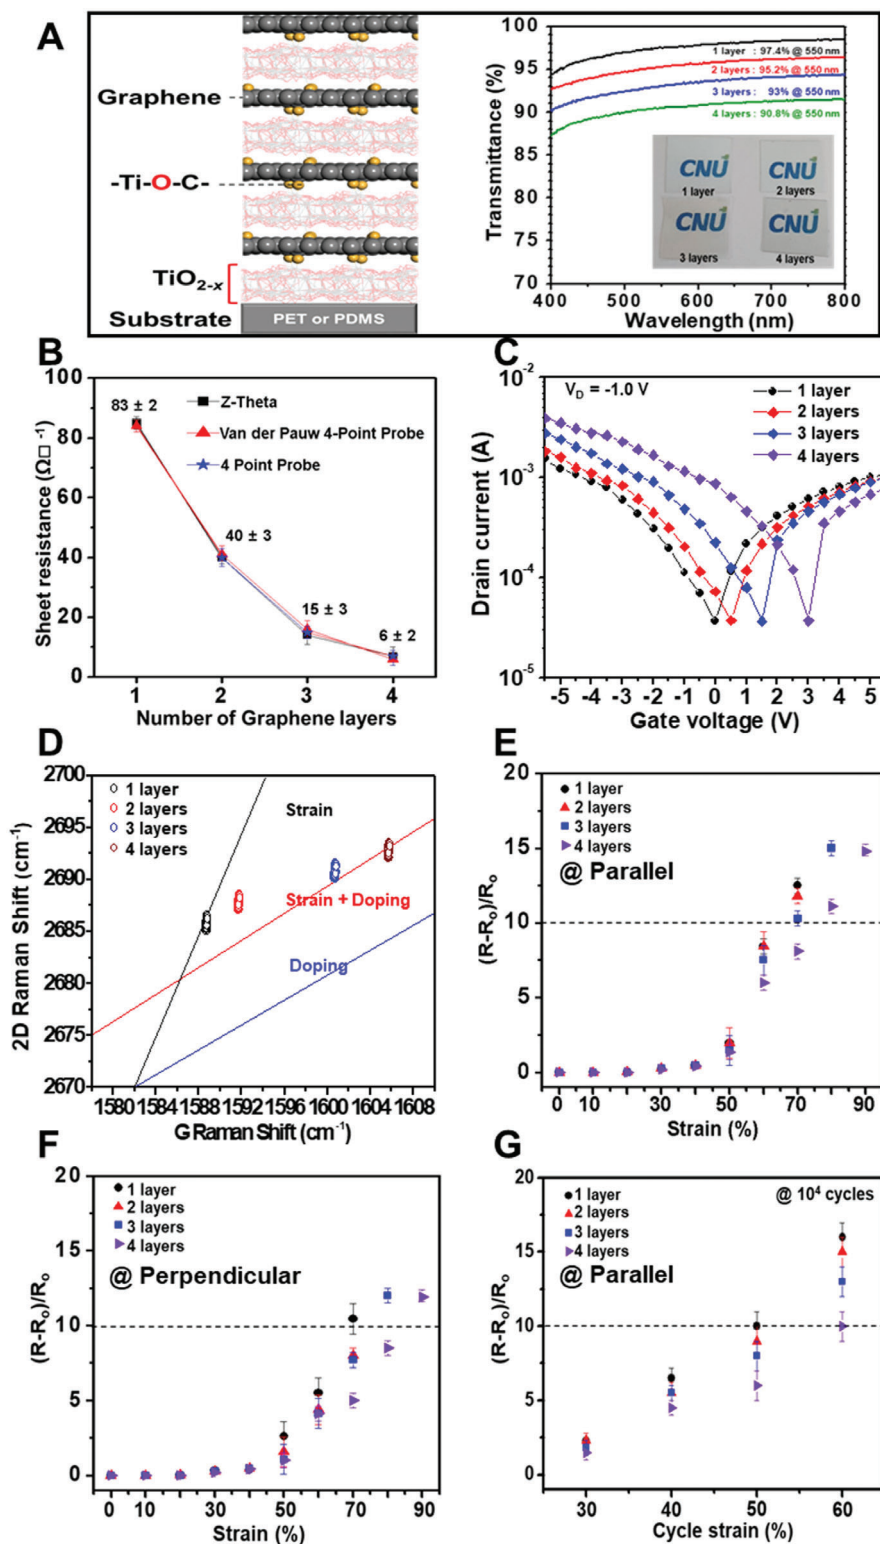 A
Graphene
-Ti-O-C-
TiO2-x
Substrate
PET or PDMS
Transmittance (%)
100
95
90
85
80
75
70
1 layer : 97.4% @ 550 nm
2 layers : 95.2% @ 550 nm
3 layers : 93% @ 550 nm
4 layers : 90.8% @ 550 nm
CNU
1 layer
CNU
2 layers
CNU
3 layers
CNU
4 layers
400 500 600 700 800
Wavelength (nm)
B
Sheet resistance (Ω□ -1)
100
80
60
40
20
0
83 ± 2
40 ± 3
15 ± 3
6 ± 2
Z-Theta
Van der Pauw 4-Point Probe
4 Point Probe
1 2 3 4
Number of Graphene layers
C
Drain current (A)
10-2
10-3
10-4
10-5
VD = -1.0 V
1 layer
2 layers
3 layers
4 layers
-5 -4 -3 -2 -1 0 1 2 3 4 5
Gate voltage (V)
D
2D Raman Shift (cm-1)
2700
2695
2690
2685
2680
2675
2670
1 layer
2 layers
3 layers
4 layers
Strain
Strain + Doping
Doping
1580 1584 1588 1592 1596 1600 1604 1608
G Raman Shift (cm-1)
E
(R-Ro)/Ro
20
15
10
5
0
1 layer
2 layers
3 layers
4 layers
@ Parallel
0 10 20 30 40 50 60 70 80 90
Strain (%)
F
(R-Ro)/Ro
20
15
10
5
0
1 layer
2 layers
3 layers
4 layers
@ Perpendicular
0 10 20 30 40 50 60 70 80 90
Strain (%)
G
(R-Ro)/Ro
20
15
10
5
0
1 layer
2 layers
3 layers
4 layers
@ 104 cycles
@ Parallel
30 40 50 60
Cycle strain (%)